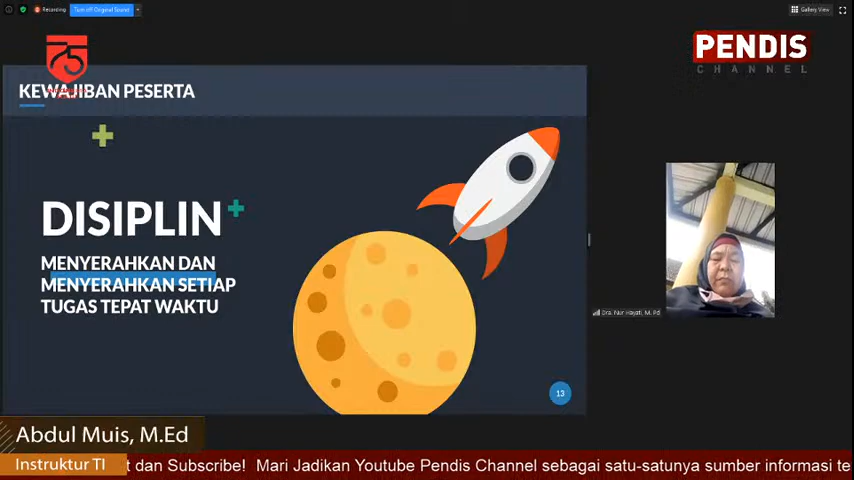 Recording
Turn off Original Sound
Gallery View
75
PENDIS
CHANNEL
KEWAJIBAN PESERTA
DISIPLIN
MENYERAHKAN DAN
MENYERAHKAN SETIAP
TUGAS TEPAT WAKTU
Dra. Nur Hayati, M. Pd
13
Abdul Muis, M.Ed
Instruktur TI
t dan Subscribe! Mari Jadikan Youtube Pendis Channel sebagai satu-satunya sumber informasi te